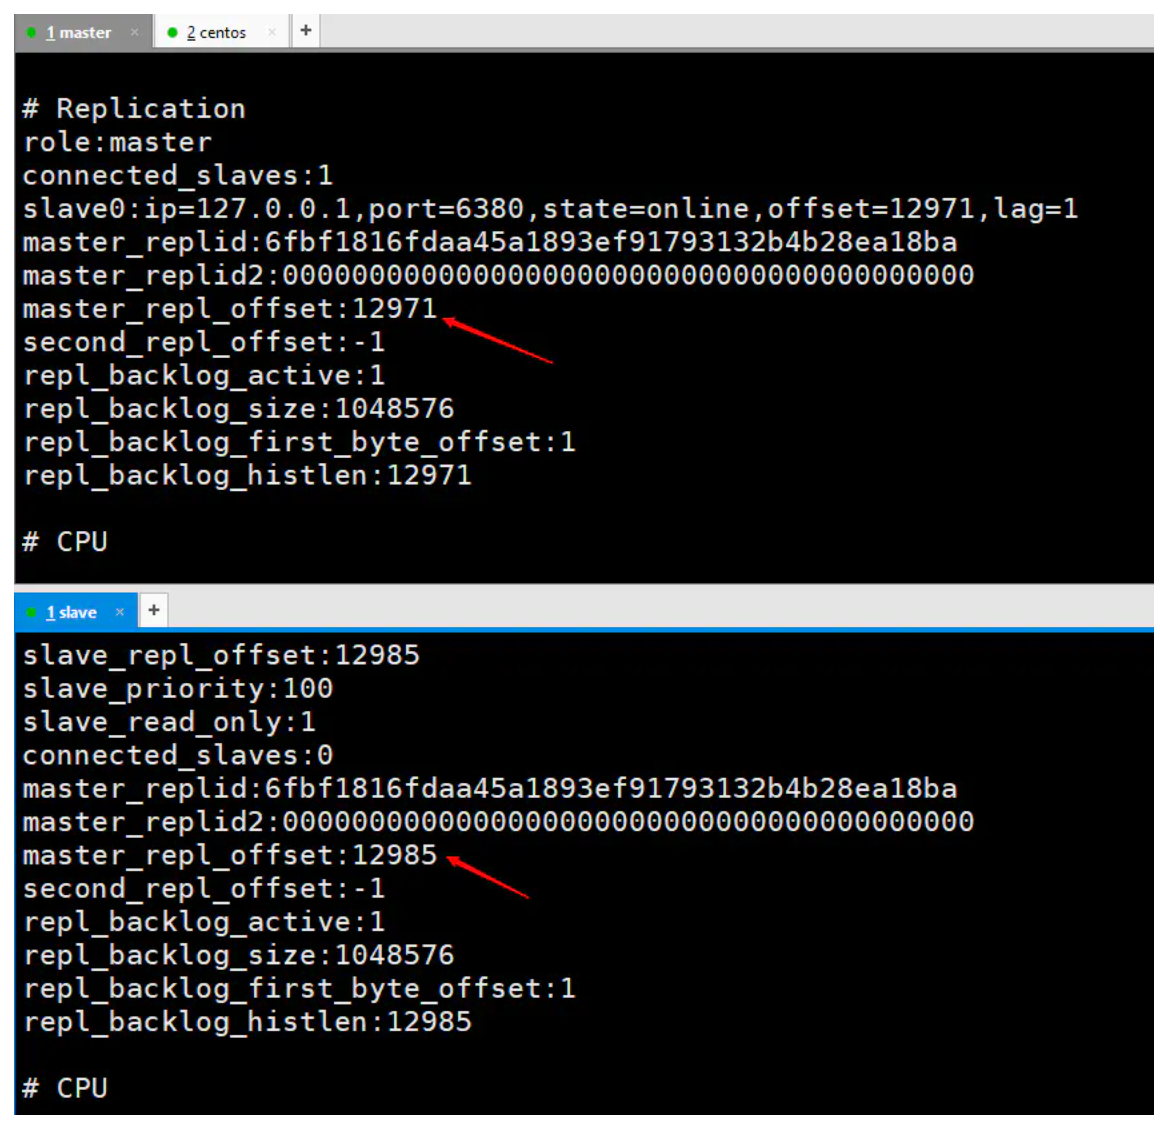 1 master × 2 centos × +
# Replication
role:master
connected_slaves:1
slave0:ip=127.0.0.1,port=6380,state=online,offset=12971,lag=1
master_replid:6fbf1816fdaa45a1893ef91793132b4b28ea18ba
master_replid2:0000000000000000000000000000000000000000
master_repl_offset:12971
second_repl_offset:-1
repl_backlog_active:1
repl_backlog_size:1048576
repl_backlog_first_byte_offset:1
repl_backlog_histlen:12971
# CPU
1 slave × +
slave_repl_offset:12985
slave_priority:100
slave_read_only:1
connected_slaves:0
master_replid:6fbf1816fdaa45a1893ef91793132b4b28ea18ba
master_replid2:0000000000000000000000000000000000000000
master_repl_offset:12985
second_repl_offset:-1
repl_backlog_active:1
repl_backlog_size:1048576
repl_backlog_first_byte_offset:1
repl_backlog_histlen:12985
# CPU